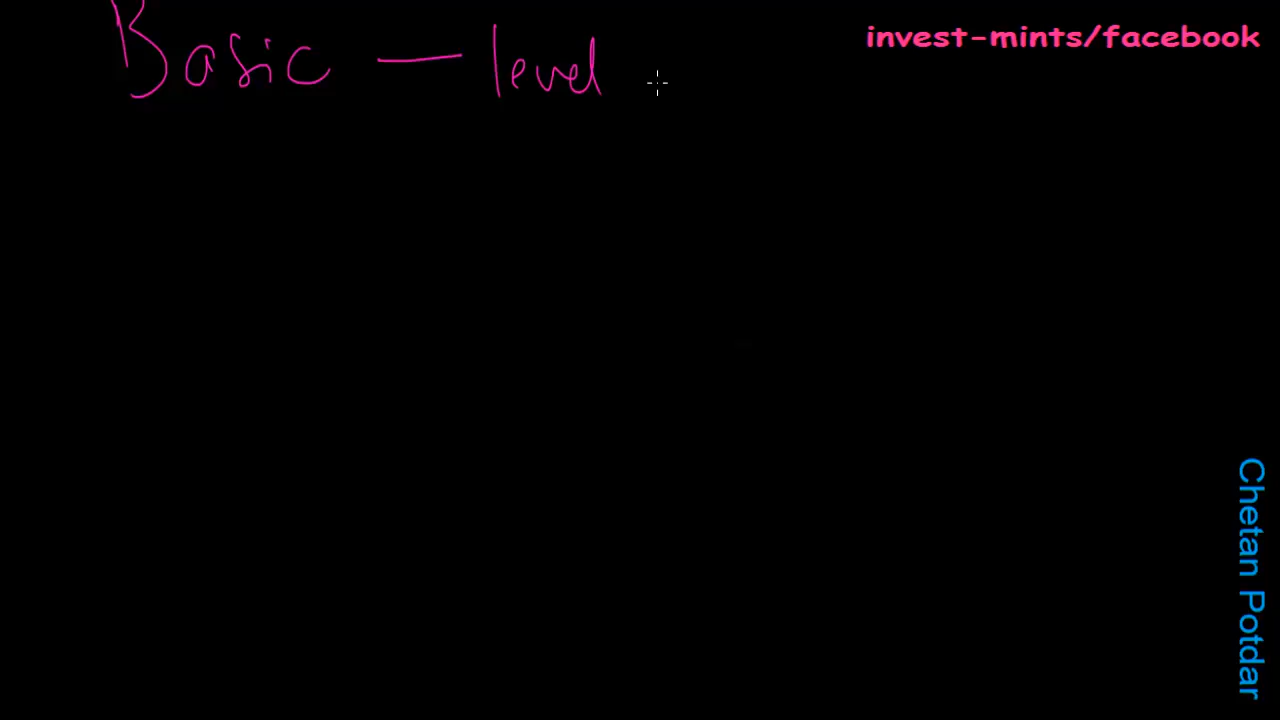 Basic — level
invest-mints/facebook
Chetan Potdar